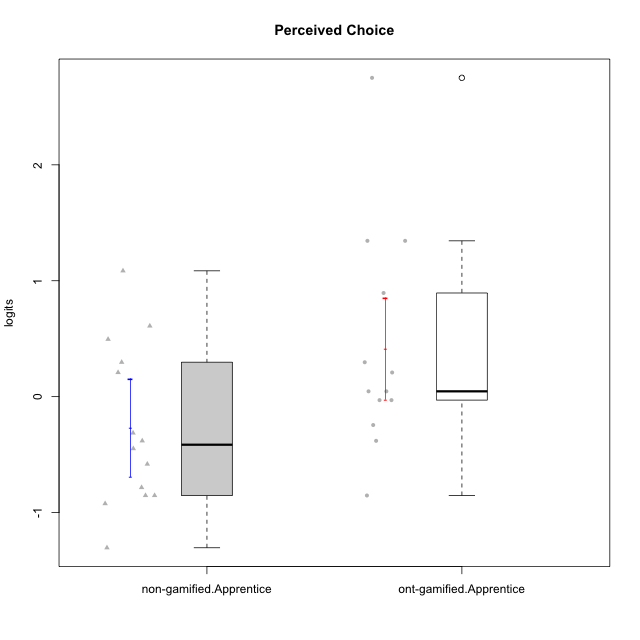 Perceived Choice
logits
2
1
0
-1
non-gamified.Apprentice
ont-gamified.Apprentice